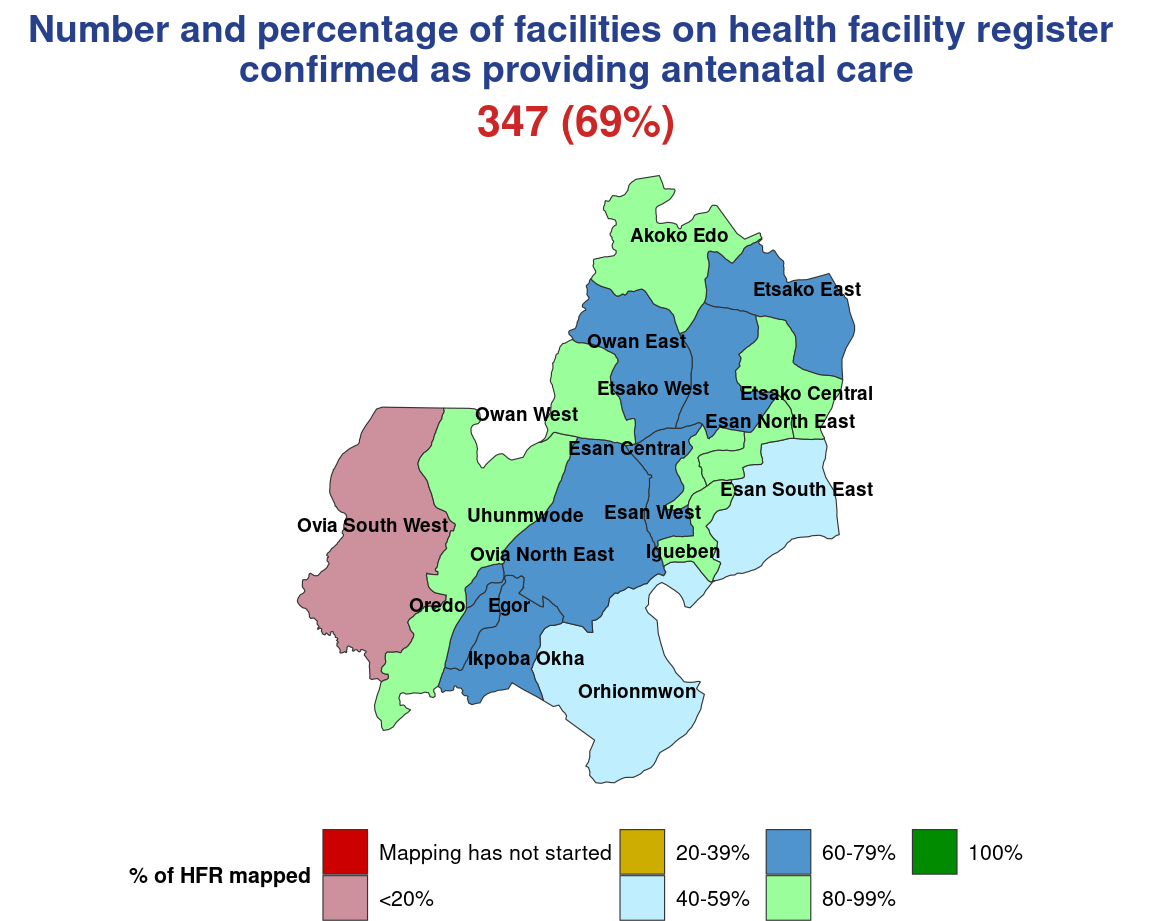 Number and percentage of facilities on health facility register
confirmed as providing antenatal care
347 (69%)
Akoko Edo
Etsako East
Owan East
Etsako West
Etsako Central
Owan West
Esan North East
Esan Central
Esan South East
Esan West
Uhunmwode
Ovia South West
Igueben
Ovia North East
Oredo
Egor
Ikpoba Okha
Orhionmwon
% of HFR mapped
Mapping has not started
<20%
20-39%
40-59%
60-79%
80-99%
100%